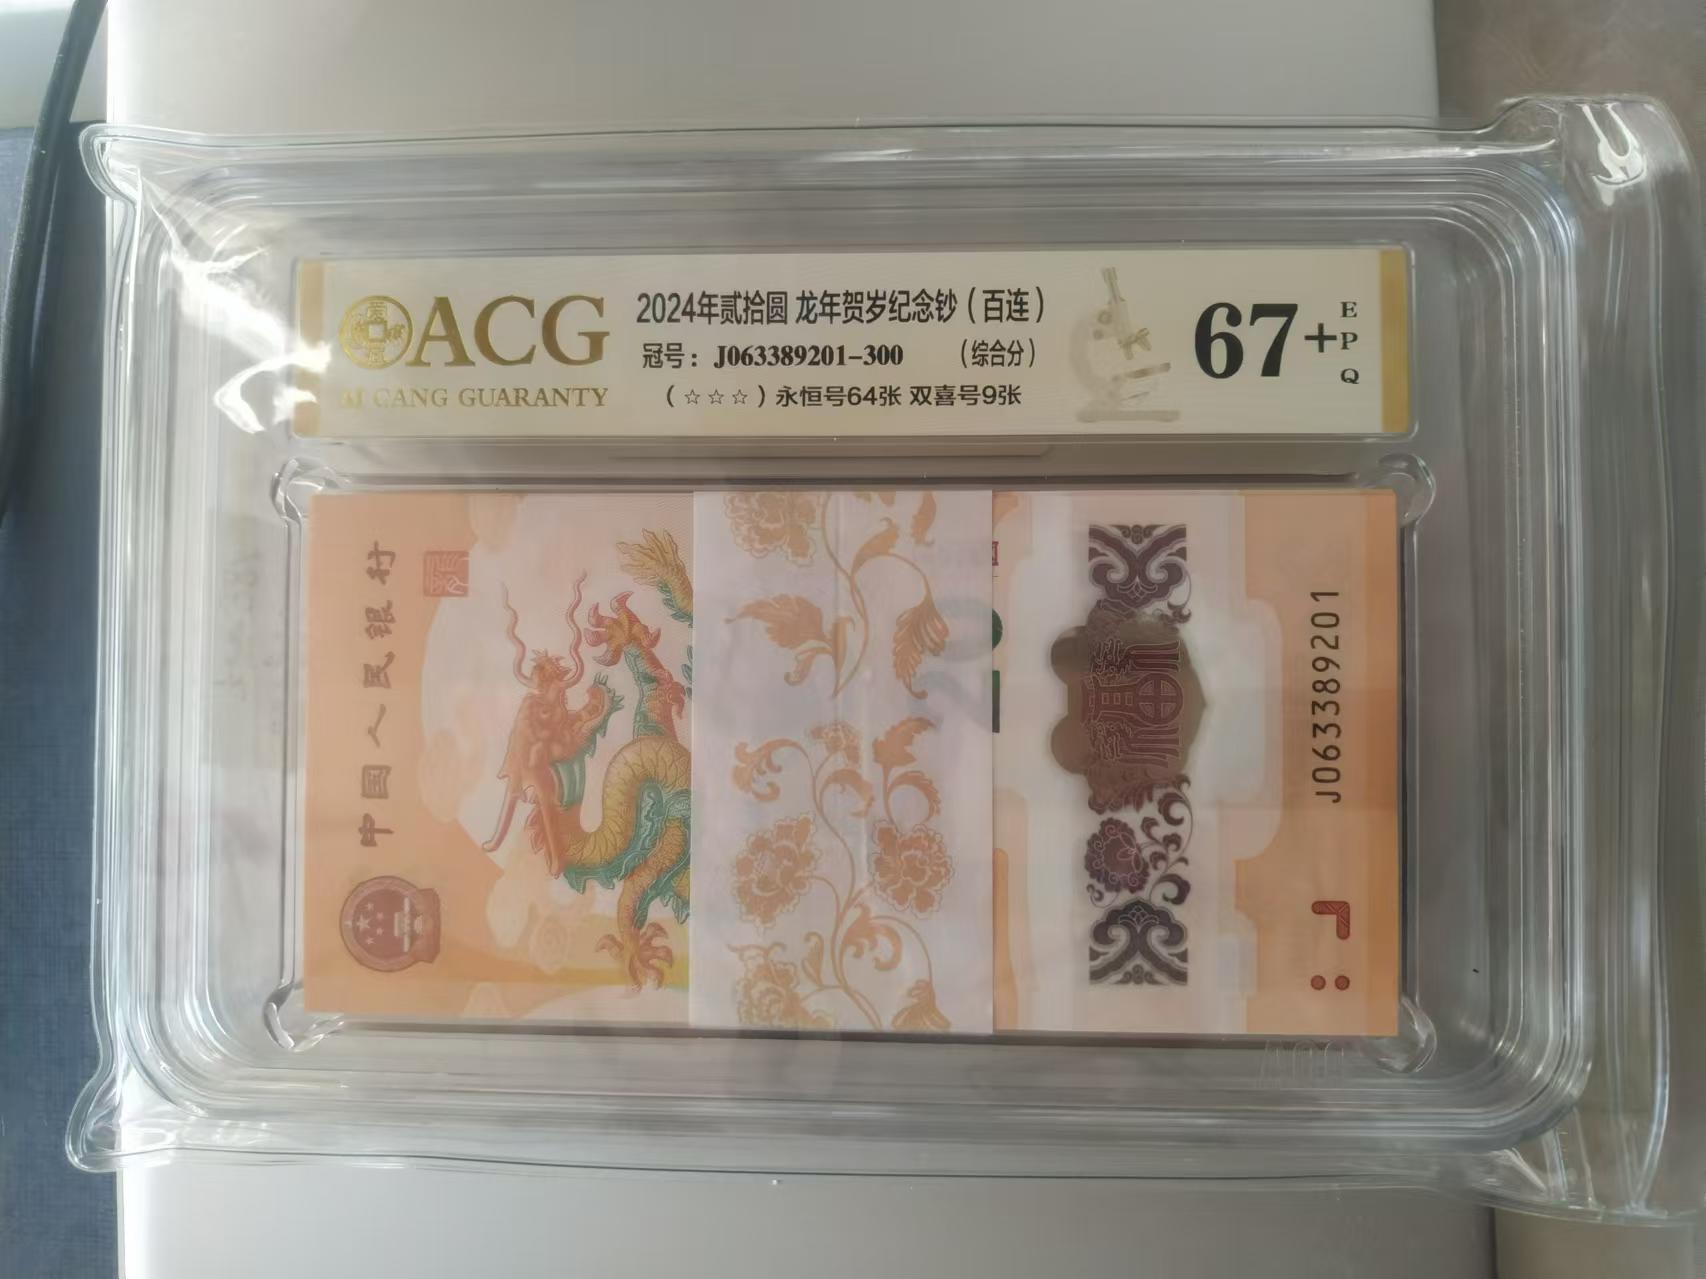 ACG
CANG GUARANTY
2024年贰拾圆 龙年贺岁纪念钞（百连）
冠号：J063389201-300 （综合分）
（☆☆☆）永恒号64张 双喜号9张
67+
E
P
Q
中国人民银行
J063389201